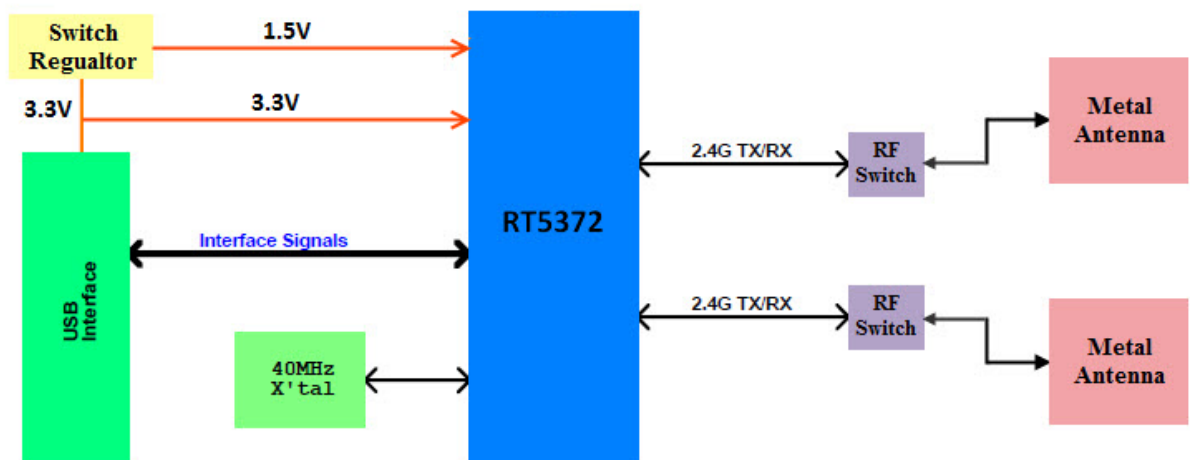 Switch
Regualtor
1.5V
3.3V
3.3V
USB
Interface
Interface Signals
40MHz
X'tal
RT5372
2.4G TX/RX
RF
Switch
Metal
Antenna
2.4G TX/RX
RF
Switch
Metal
Antenna